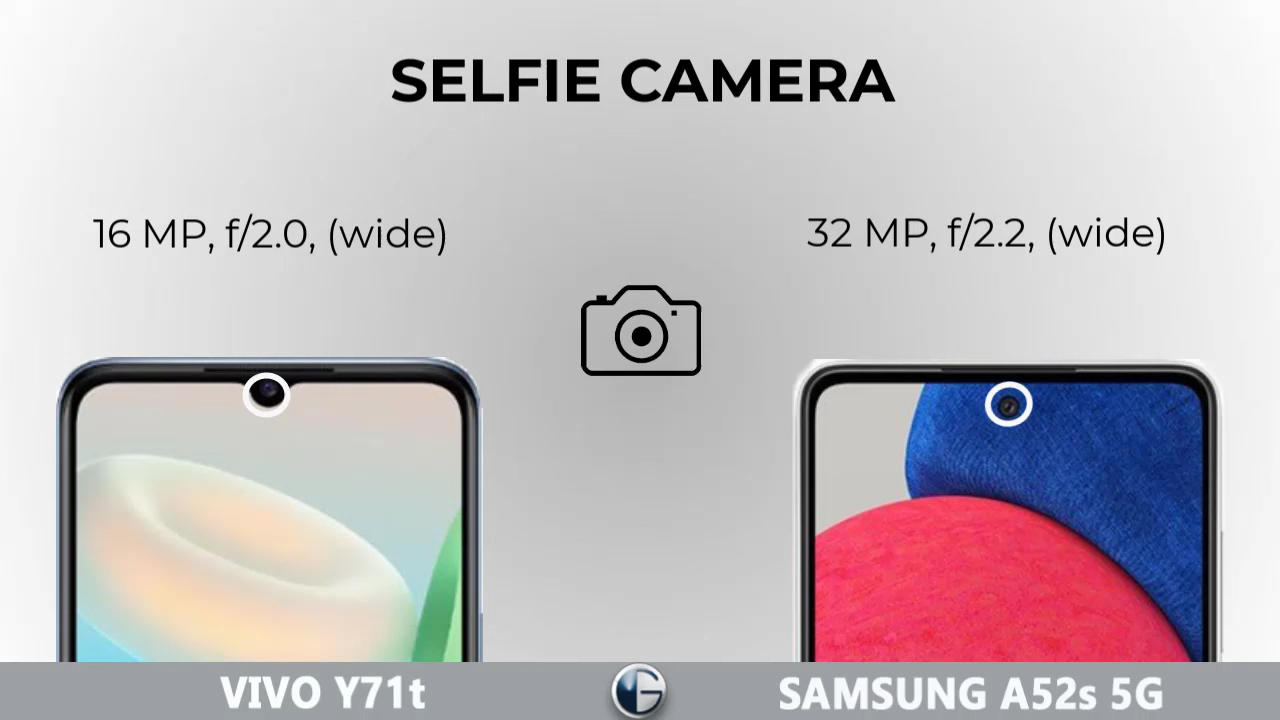 SELFIE CAMERA
16 MP, f/2.0, (wide)
32 MP, f/2.2, (wide)
VIVO Y71t
G
SAMSUNG A52s 5G